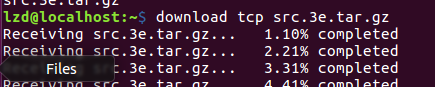 src.3e.tar.gz
lzd@localhost:~$ download tcp src.3e.tar.gz
Receiving src.3e.tar.gz... 1.10% completed
Receiving src.3e.tar.gz... 2.21% completed
Receiving src.3e.tar.gz... 3.31% completed
Files
src.3e.tar.gz... 4.41% completed